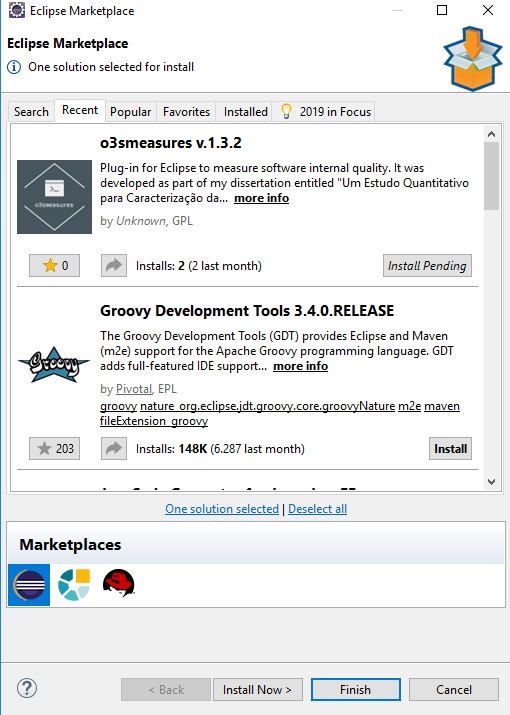 Eclipse Marketplace
Eclipse Marketplace
One solution selected for install
Search Recent Popular Favorites Installed 2019 in Focus
o3smeasures v.1.3.2
o3smeasures
Plug-in for Eclipse to measure software internal quality. It was
developed as part of my dissertation entitled "Um Estudo Quantitativo
para Caracterização da... more info
by Unknown, GPL
0 Installs: 2 (2 last month) Install Pending
Groovy Development Tools 3.4.0.RELEASE
Groovy
The Groovy Development Tools (GDT) provides Eclipse and Maven
(m2e) support for the Apache Groovy programming language. GDT
adds full-featured IDE support... more info
by Pivotal, EPL
groovy nature_org.eclipse.jdt.groovy.core.groovyNature m2e maven
fileExtension_groovy
203 Installs: 148K (6.287 last month) Install
One solution selected | Deselect all
Marketplaces
? < Back Install Now > Finish Cancel